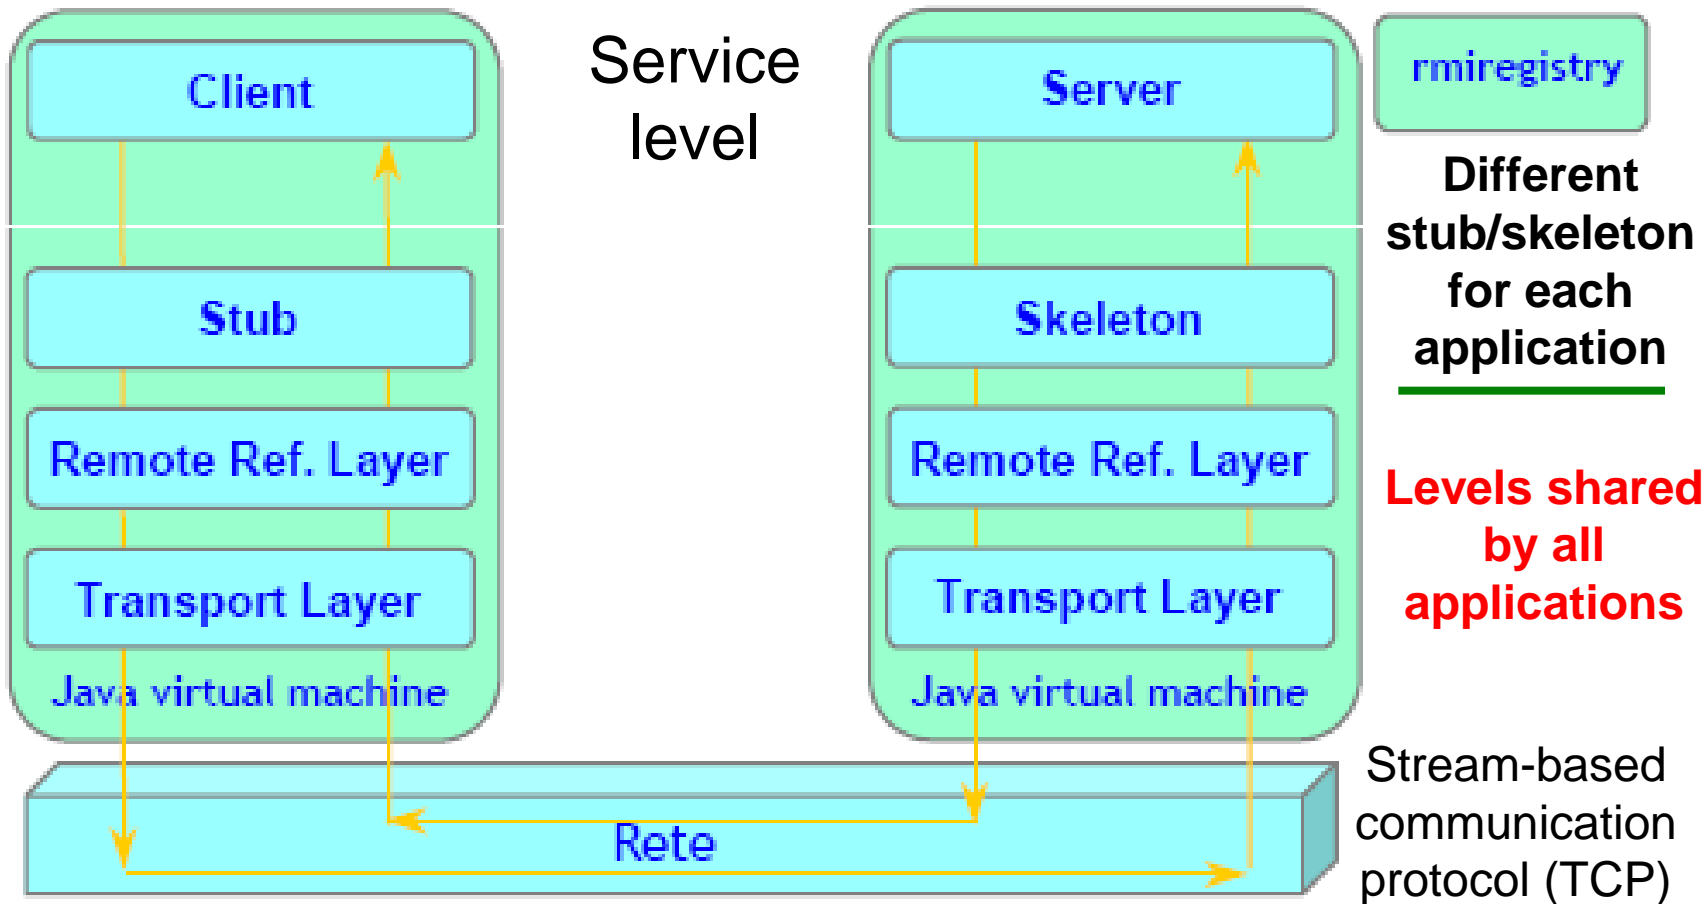 Client
Service
level
Server
rmiregistry
Different
stub/skeleton
for each
application
Stub
Skeleton
Remote Ref. Layer
Remote Ref. Layer
Levels shared
by all
applications
Transport Layer
Transport Layer
Java virtual machine
Java virtual machine
Rete
Stream-based
communication
protocol (TCP)